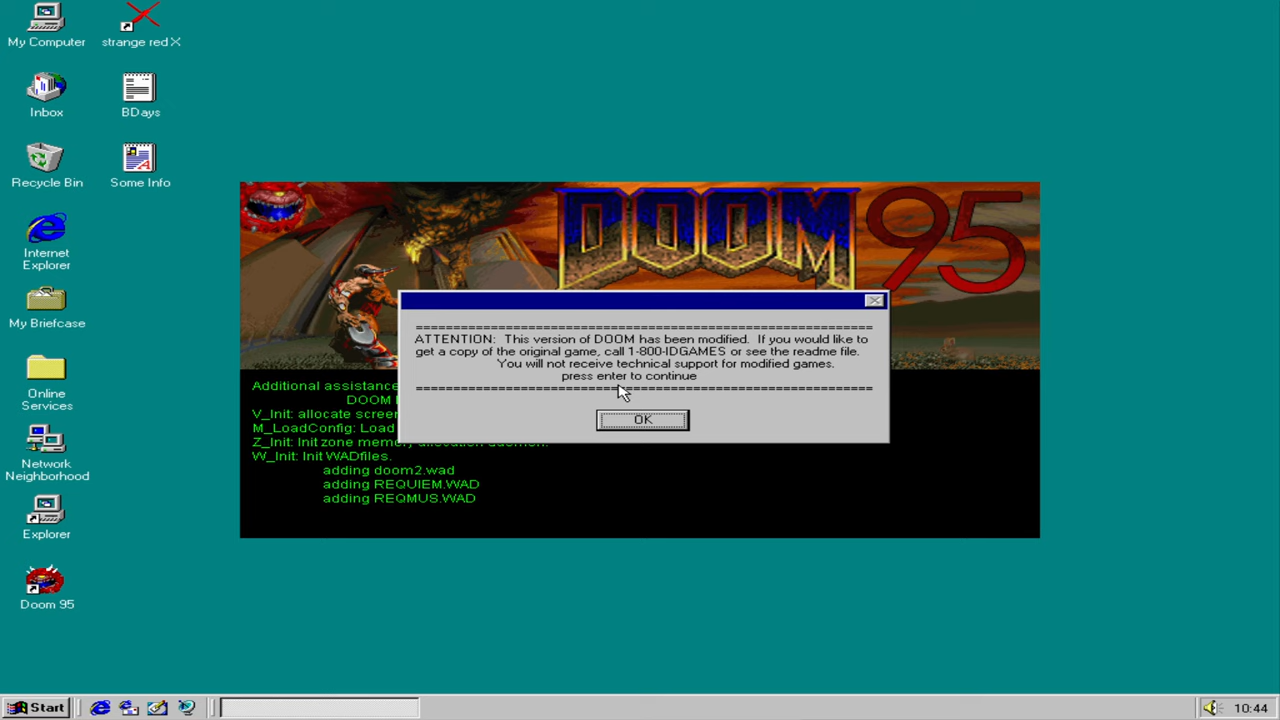 My Computer
strange red X
Inbox
BDays
Recycle Bin
Some Info
Internet
Explorer
My Briefcase
Online
Services
Network
Neighborhood
Explorer
Doom 95
DOOM 95
==========================================================
ATTENTION:  This version of DOOM has been modified.  If you would like to
get a copy of the original game, call 1-800-IDGAMES or see the readme file.
You will not receive technical support for modified games.
press enter to continue
==========================================================
OK
Additional assistance
DOOM
V_Init: allocate screen
M_LoadConfig: Load
Z_Init: Init zone memory allocation daemon.
W_Init: Init WADfiles.
adding doom2.wad
adding REQUIEM.WAD
adding REQMUS.WAD
Start
10:44